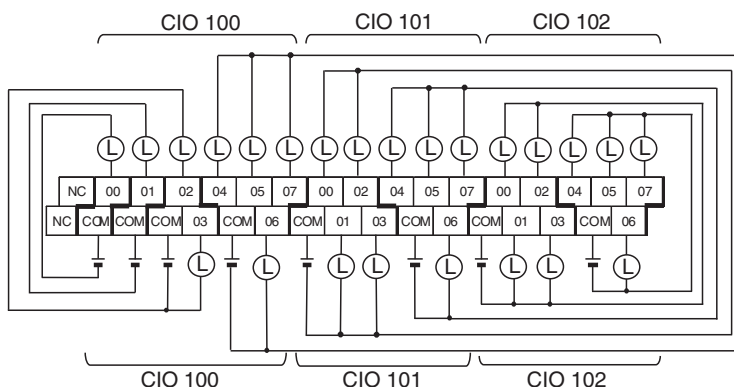 CIO 100 CIO 101 CIO 102
L L L L L L L L L L L L L L L L
NC 00 01 02 04 05 07 00 02 04 05 07 00 02 04 05 07
NC COM COM COM 03 COM 06 COM 01 03 COM 06 COM 01 03 COM 06
L L L L L L L L
CIO 100 CIO 101 CIO 102